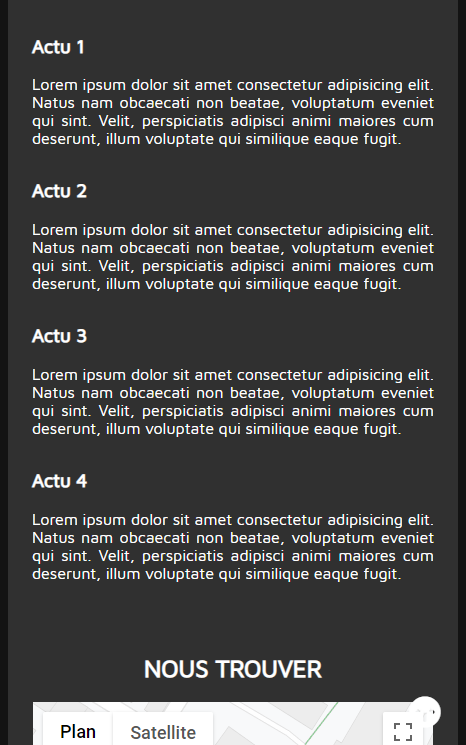 Actu 1
Lorem ipsum dolor sit amet consectetur adipisicing elit.
Natus nam obcaecati non beatae, voluptatum eveniet
qui sint. Velit, perspiciatis adipisci animi maiores cum
deserunt, illum voluptate qui similique eaque fugit.
Actu 2
Lorem ipsum dolor sit amet consectetur adipisicing elit.
Natus nam obcaecati non beatae, voluptatum eveniet
qui sint. Velit, perspiciatis adipisci animi maiores cum
deserunt, illum voluptate qui similique eaque fugit.
Actu 3
Lorem ipsum dolor sit amet consectetur adipisicing elit.
Natus nam obcaecati non beatae, voluptatum eveniet
qui sint. Velit, perspiciatis adipisci animi maiores cum
deserunt, illum voluptate qui similique eaque fugit.
Actu 4
Lorem ipsum dolor sit amet consectetur adipisicing elit.
Natus nam obcaecati non beatae, voluptatum eveniet
qui sint. Velit, perspiciatis adipisci animi maiores cum
deserunt, illum voluptate qui similique eaque fugit.
NOUS TROUVER
Plan Satellite